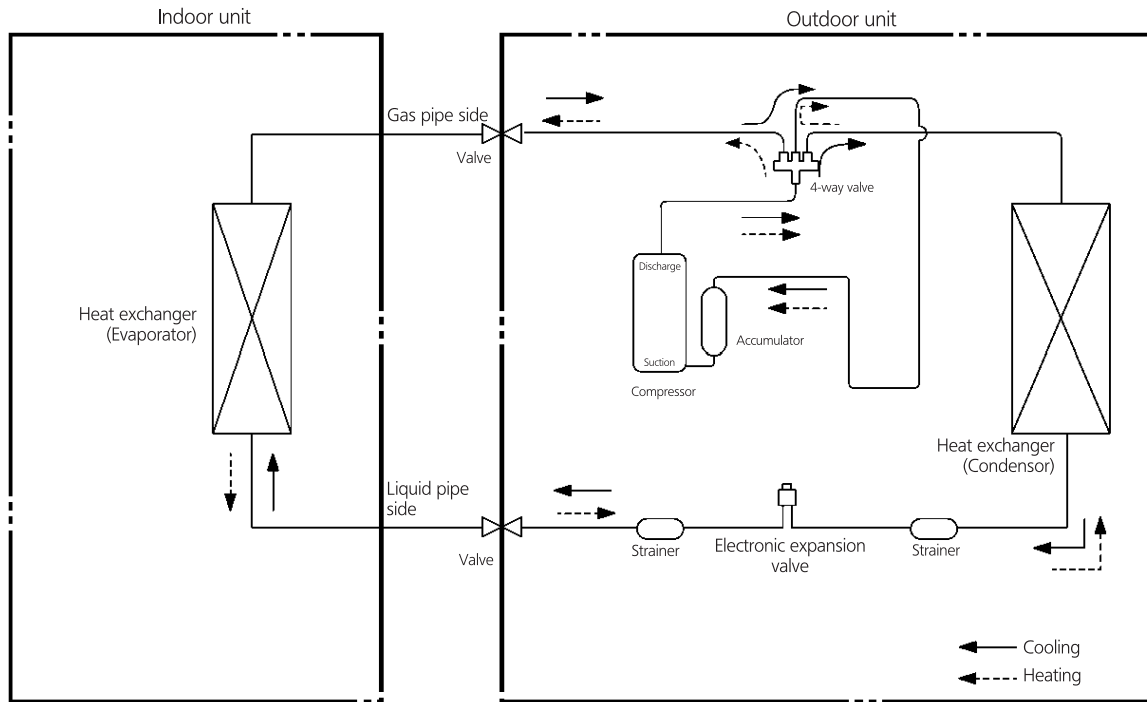 Indoor unit
Outdoor unit
Gas pipe side
Valve
4-way valve
Discharge
Suction
Compressor
Accumulator
Heat exchanger
(Evaporator)
Heat exchanger
(Condensor)
Liquid pipe
side
Valve
Strainer
Electronic expansion
valve
Strainer
Cooling
Heating